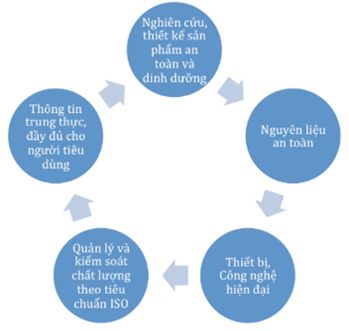 Nghiên cứu,
thiết kế sản
phẩm an
toàn và
dinh dưỡng
Nguyên liệu
an toàn
Thiết bị,
Công nghệ
hiện đại
Quản lý và
kiểm soát
chất lượng
theo tiêu
chuẩn ISO
Thông tin
trung thực,
đầy đủ cho
người tiêu
dùng